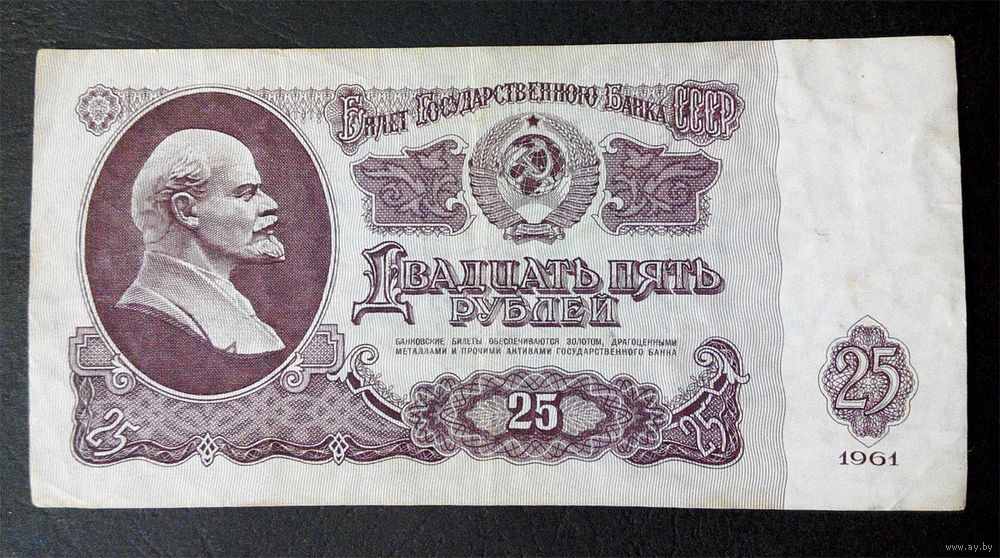 Билет Государственного Банка СССР
Двадцать пять
рублей
БАНКОВСКИЕ БИЛЕТЫ ОБЕСПЕЧИВАЮТСЯ ЗОЛОТОМ, ДРАГОЦЕННЫМИ
МЕТАЛЛАМИ И ПРОЧИМИ АКТИВАМИ ГОСУДАРСТВЕННОГО БАНКА
25
25
25
25
1961
www.ay.by